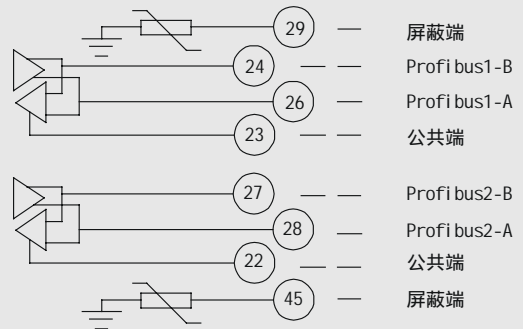 29 屏蔽端
24 Profibus1-B
26 Profibus1-A
23 公共端
27 Profibus2-B
28 Profibus2-A
22 公共端
45 屏蔽端